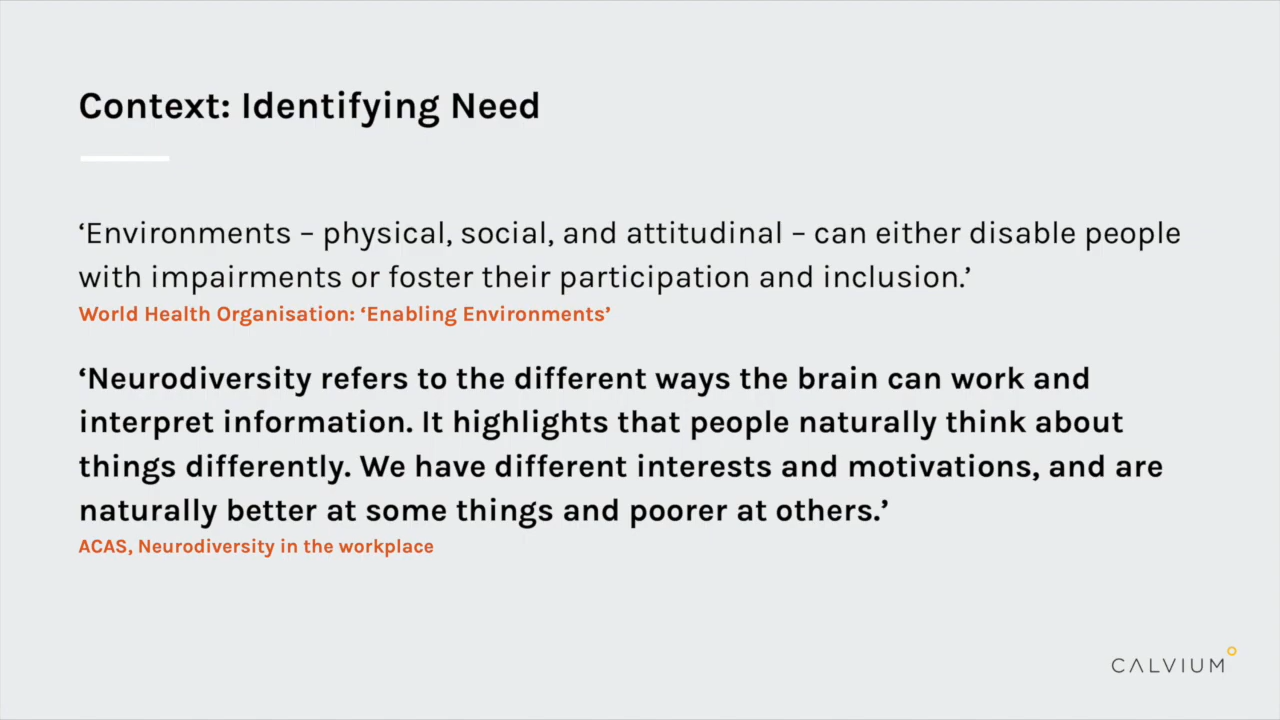 Context: Identifying Need
‘Environments – physical, social, and attitudinal – can either disable people
with impairments or foster their participation and inclusion.’
World Health Organisation: ‘Enabling Environments’
‘Neurodiversity refers to the different ways the brain can work and
interpret information. It highlights that people naturally think about
things differently. We have different interests and motivations, and are
naturally better at some things and poorer at others.’
ACAS, Neurodiversity in the workplace
CALVIUM